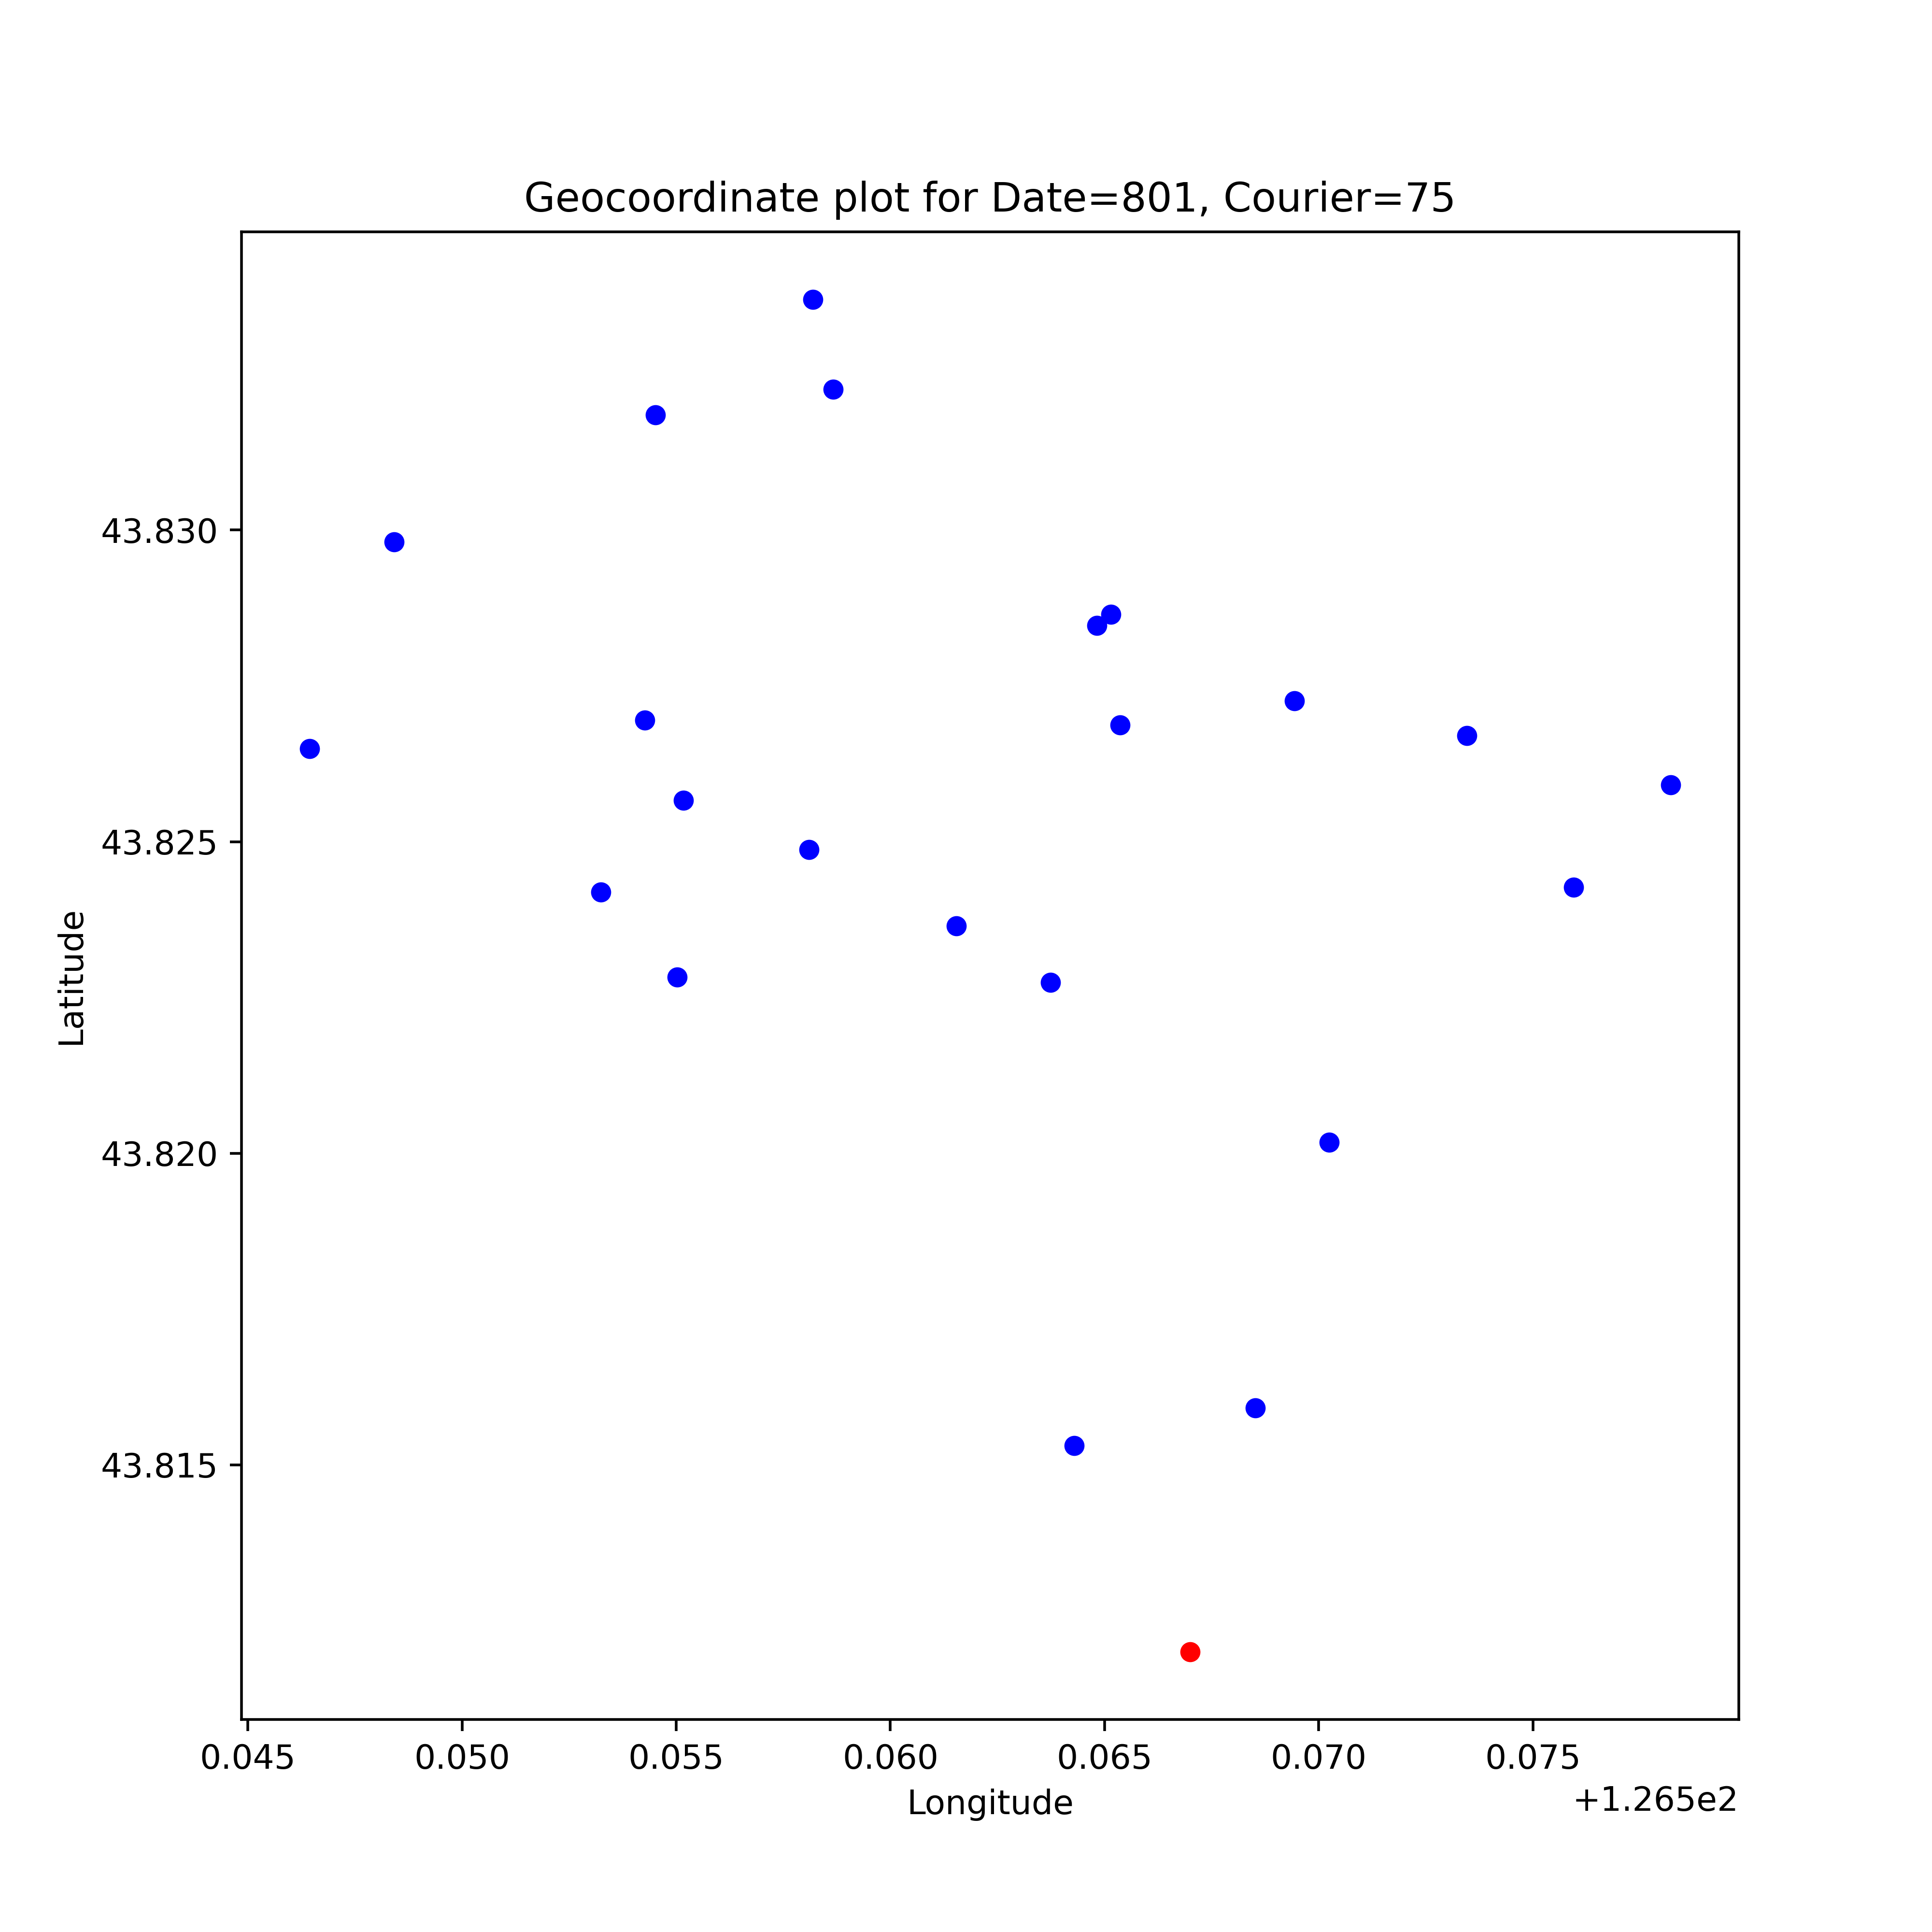 Geocoordinate plot for Date=801, Courier=75
43.830
43.825
43.820
43.815
Latitude
0.045 0.050 0.055 0.060 0.065 0.070 0.075
Longitude
+1.265e2